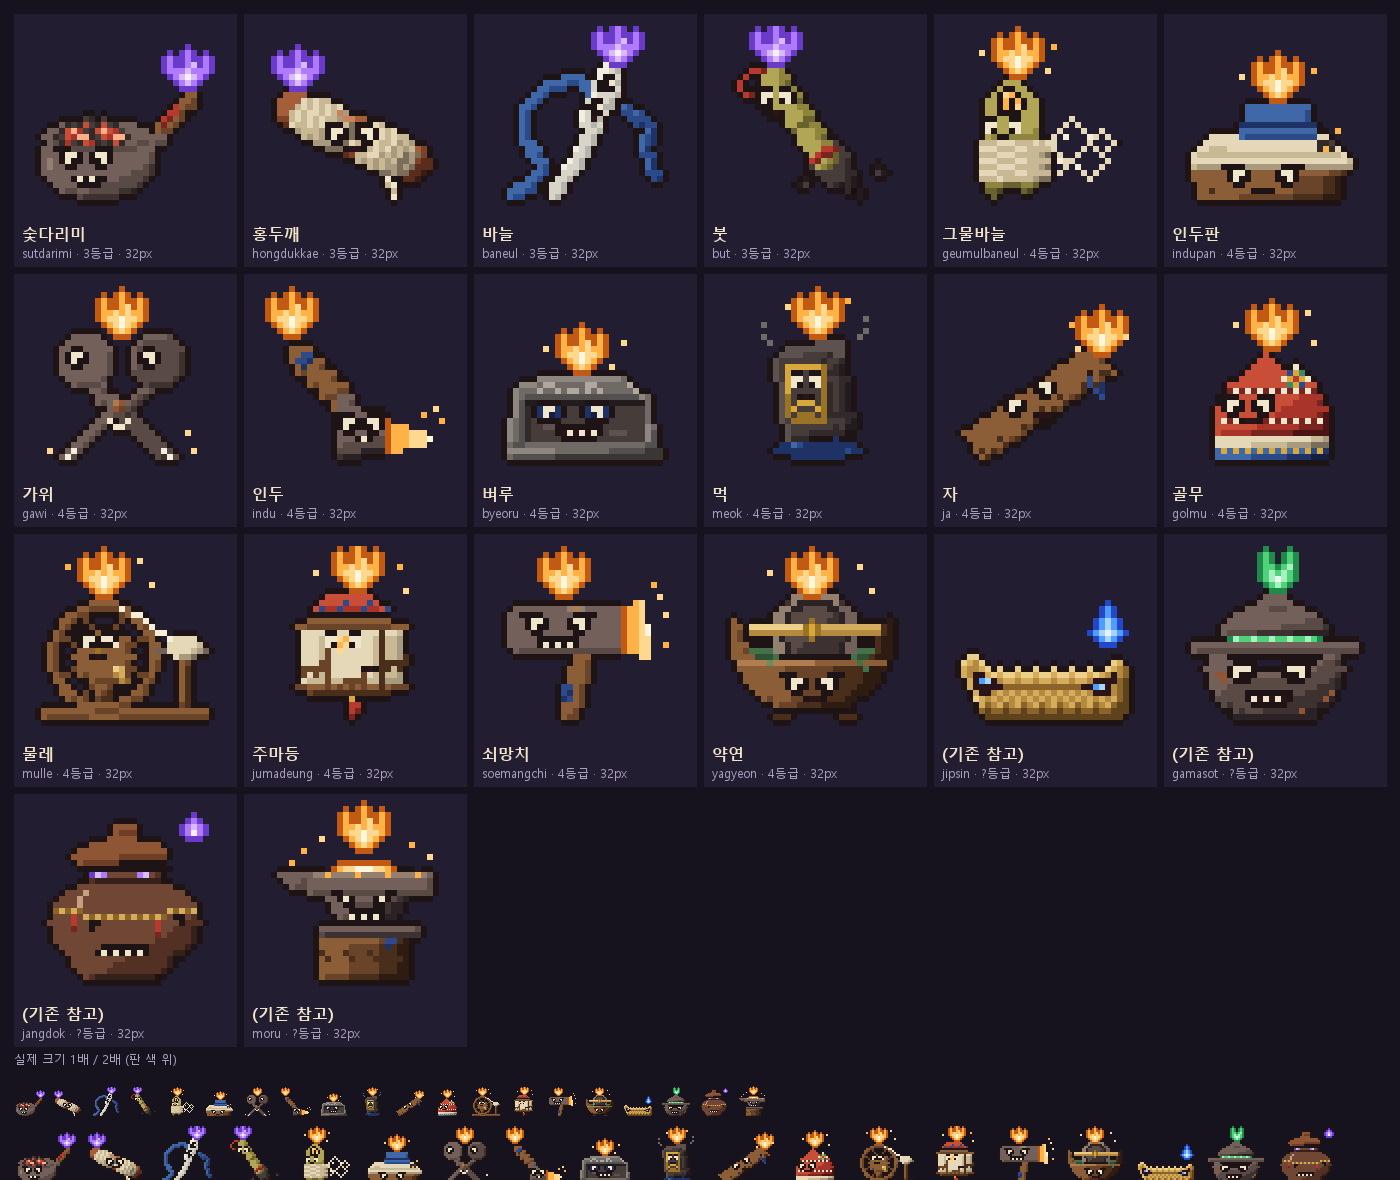 숯다리미
sutdarimi · 3등급 · 32px
홍두깨
hongdukkae · 3등급 · 32px
바늘
baneul · 3등급 · 32px
붓
but · 3등급 · 32px
그물바늘
geumulbaneul · 4등급 · 32px
인두판
indupan · 4등급 · 32px
가위
gawi · 4등급 · 32px
인두
indu · 4등급 · 32px
벼루
byeoru · 4등급 · 32px
먹
meok · 4등급 · 32px
자
ja · 4등급 · 32px
골무
golmu · 4등급 · 32px
물레
mulle · 4등급 · 32px
주마등
jumadeung · 4등급 · 32px
쇠망치
soemangchi · 4등급 · 32px
약연
yagyeon · 4등급 · 32px
(기존 참고)
jipsin · ?등급 · 32px
(기존 참고)
gamasot · ?등급 · 32px
(기존 참고)
jangdok · ?등급 · 32px
(기존 참고)
moru · ?등급 · 32px
실제 크기 1배 / 2배 (판 색 위)